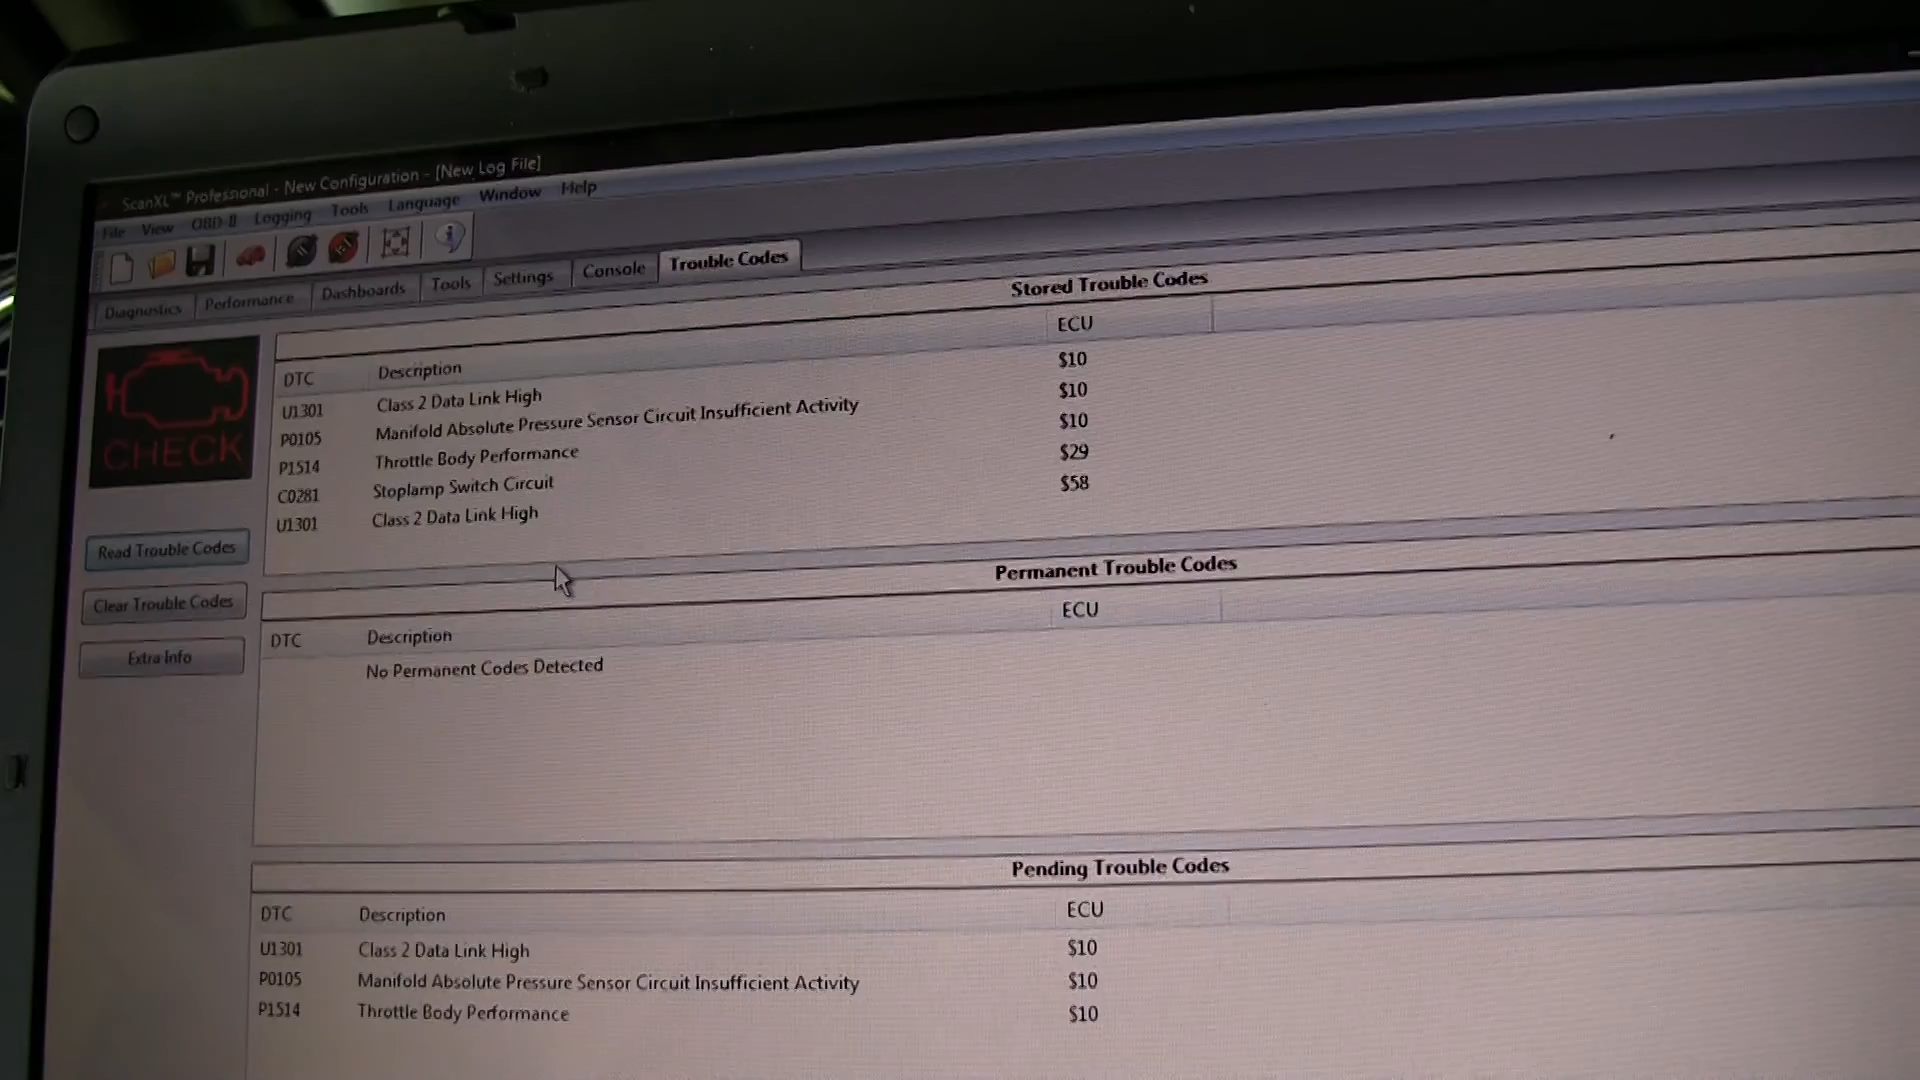 ScanXL™ Professional - New Configuration - [New Log File]
File View OBD-II Logging Tools Language Window Help
Diagnostics Performance Dashboards Tools Settings Console Trouble Codes
CHECK
Read Trouble Codes
Clear Trouble Codes
Extra Info
Stored Trouble Codes
DTC Description ECU
U1301 Class 2 Data Link High $10
P0105 Manifold Absolute Pressure Sensor Circuit Insufficient Activity $10
P1514 Throttle Body Performance $10
C0281 Stoplamp Switch Circuit $29
U1301 Class 2 Data Link High $58
Permanent Trouble Codes
DTC Description ECU
No Permanent Codes Detected
Pending Trouble Codes
DTC Description ECU
U1301 Class 2 Data Link High $10
P0105 Manifold Absolute Pressure Sensor Circuit Insufficient Activity $10
P1514 Throttle Body Performance $10